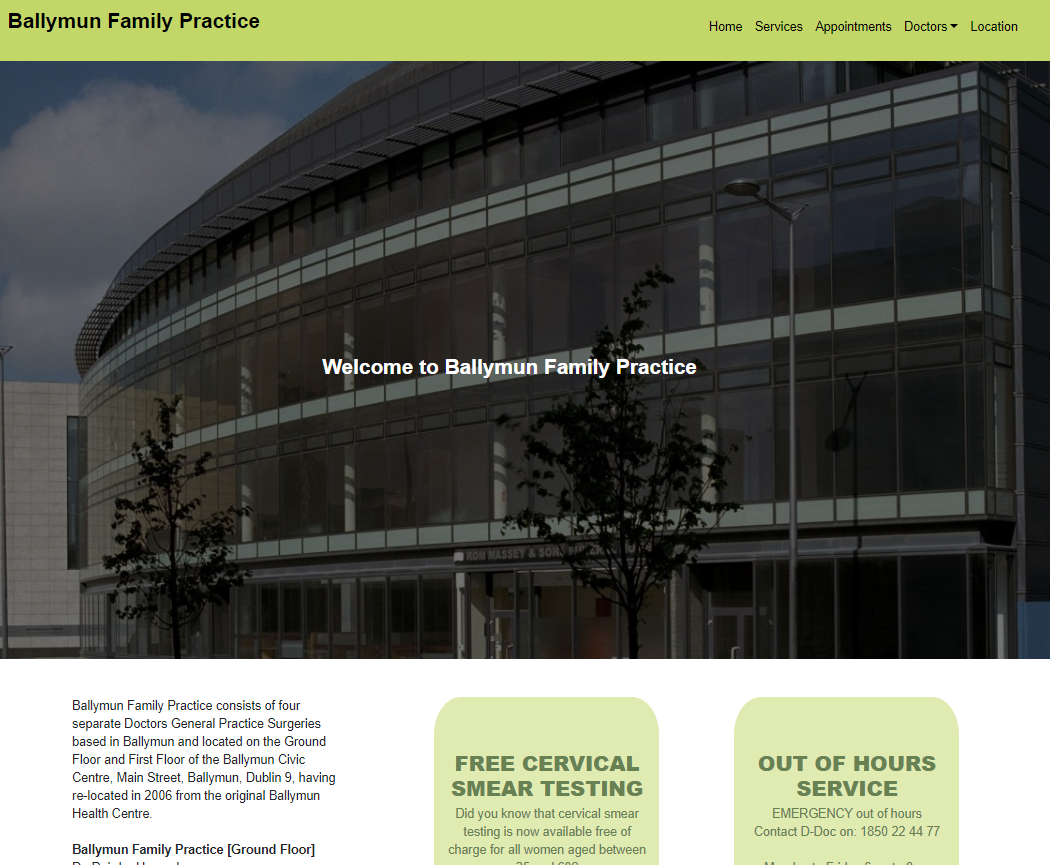 Ballymun Family Practice
Home Services Appointments Doctors Location
Welcome to Ballymun Family Practice
MASSEY & SONS
Ballymun Family Practice consists of four
separate Doctors General Practice Surgeries
based in Ballymun and located on the Ground
Floor and First Floor of the Ballymun Civic
Centre, Main Street, Ballymun, Dublin 9, having
re-located in 2006 from the original Ballymun
Health Centre.
Ballymun Family Practice [Ground Floor]
FREE CERVICAL
SMEAR TESTING
Did you know that cervical smear
testing is now available free of
charge for all women aged between
OUT OF HOURS
SERVICE
EMERGENCY out of hours
Contact D-Doc on: 1850 22 44 77